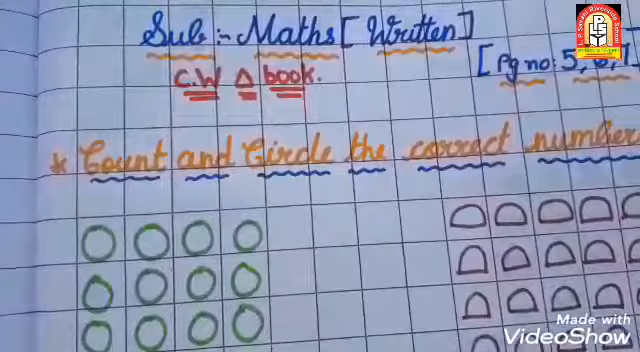 Sub :- Maths [Written]
[Pg no: 5,
C.W △ book.
* Count and Circle the correct number
Made with
VideoShow